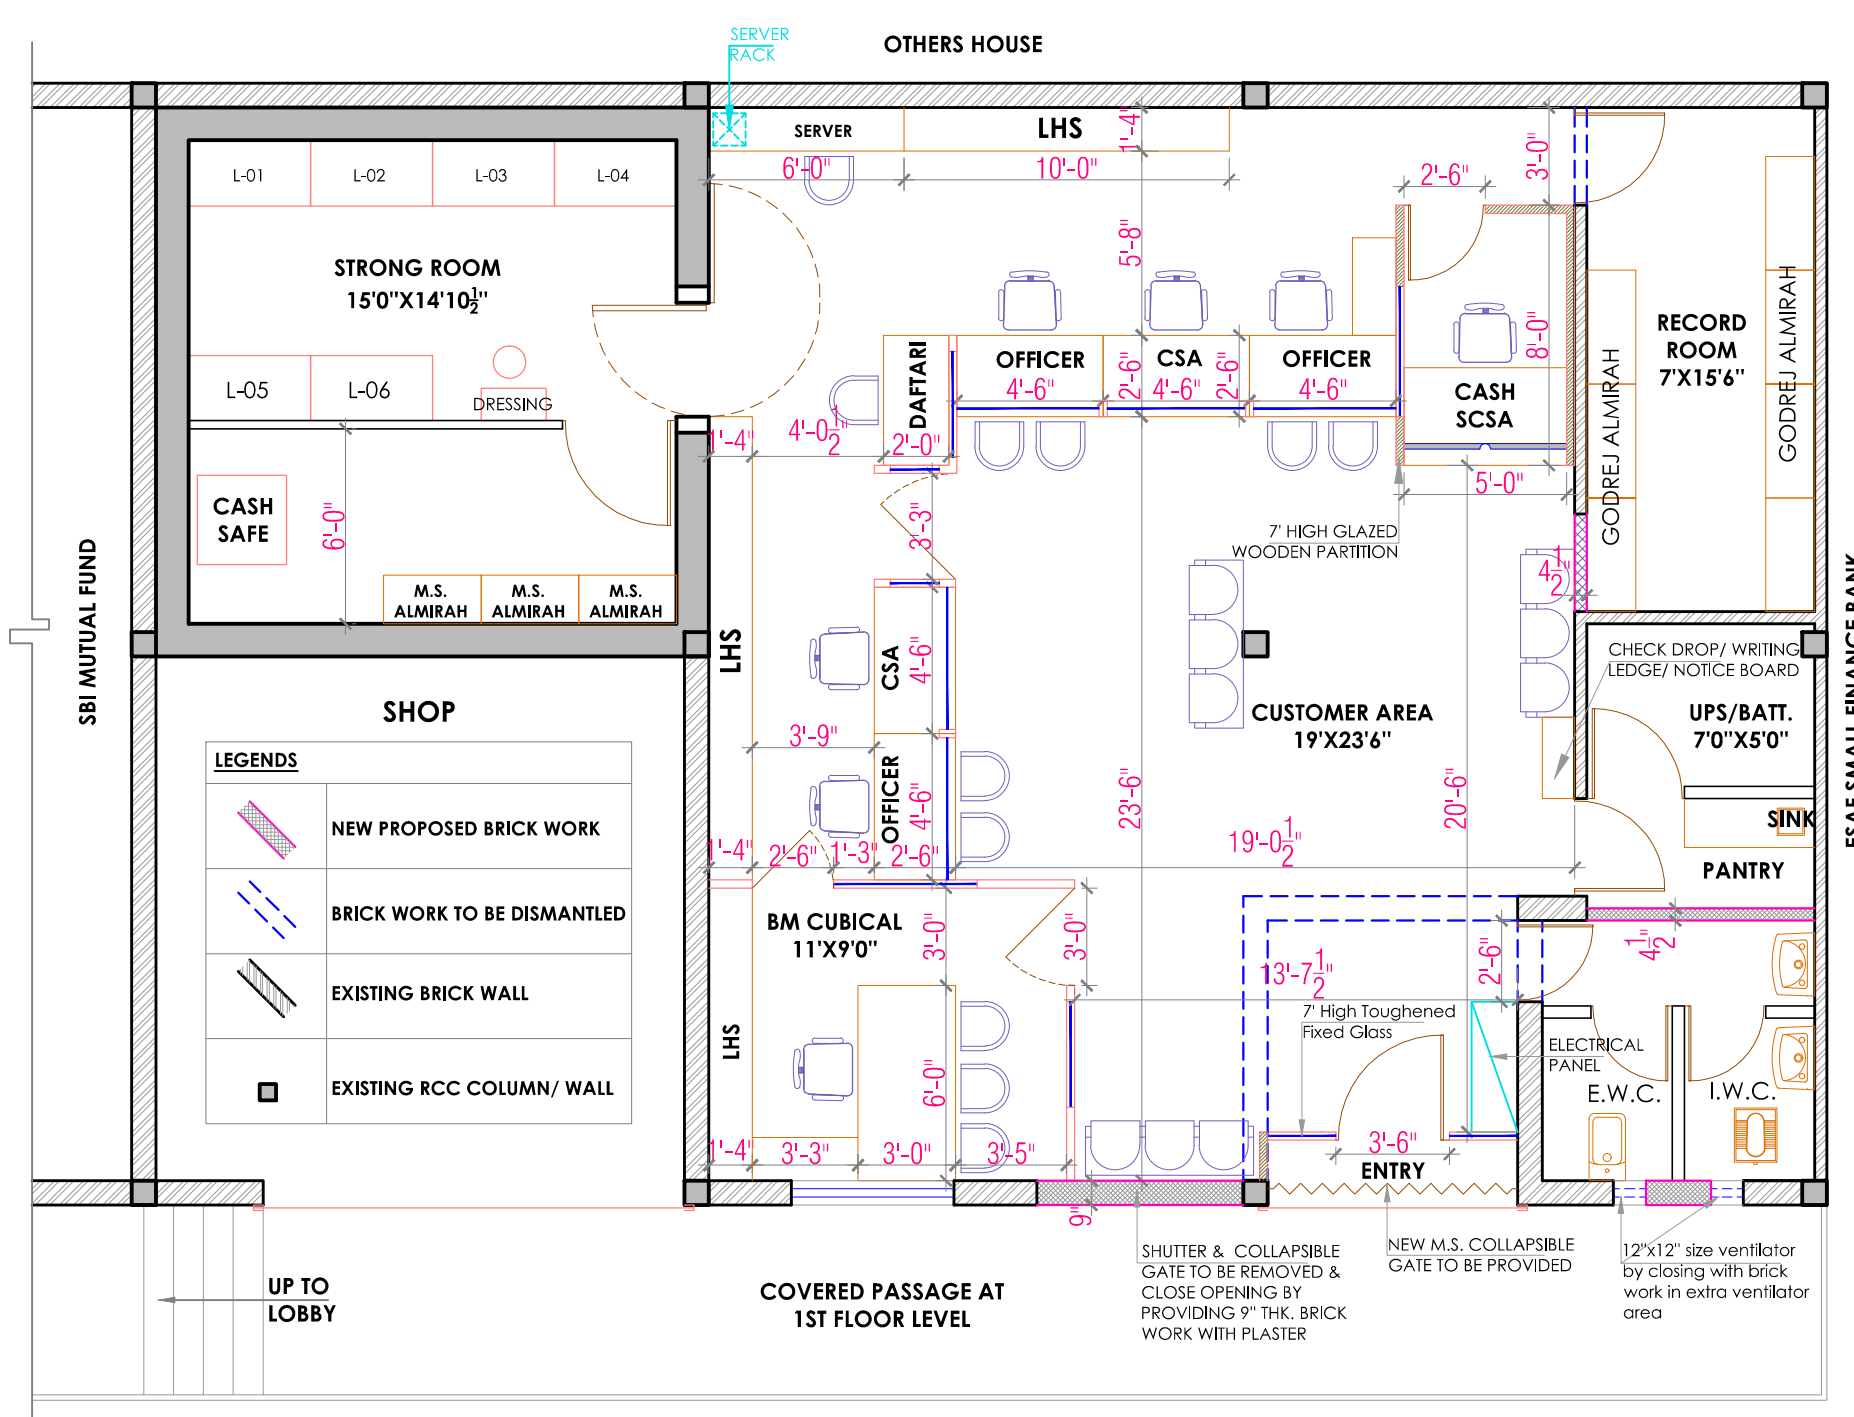 SERVER
RACK
OTHERS HOUSE
SERVER
LHS
1'-4"
6'-0"
10'-0"
2'-6"
3'-0"
L-01
L-02
L-03
L-04
STRONG ROOM
15'0"X14'10½"
5'-8"
8'-0"
RECORD
ROOM
7'X15'6"
GODREJ ALMIRAH
GODREJ ALMIRAH
L-05
L-06
DRESSING
DAFTARI
OFFICER
4'-6"
2'-6"
CSA
4'-6"
2'-6"
OFFICER
4'-6"
CASH
SCSA
1'-4"
4'-0½"
2'-0"
5'-0"
CASH
SAFE
6'-0"
3'-3"
7' HIGH GLAZED
WOODEN PARTITION
4½"
M.S.
ALMIRAH
M.S.
ALMIRAH
M.S.
ALMIRAH
SBI MUTUAL FUND
ESAF SMALL FINANCE BANK
LHS
CSA
4'-6"
CHECK DROP/ WRITING
LEDGE/ NOTICE BOARD
SHOP
CUSTOMER AREA
19'X23'6"
UPS/BATT.
7'0"X5'0"
3'-9"
OFFICER
4'-6"
23'-6"
20'-6"
SINK
PANTRY
LEGENDS
NEW PROPOSED BRICK WORK
BRICK WORK TO BE DISMANTLED
EXISTING BRICK WALL
EXISTING RCC COLUMN/ WALL
1'-4"
2'-6"
1'-3"
2'-6"
19'-0½"
BM CUBICAL
11'X9'0"
3'-0"
3'-0"
13'-7½"
2'-6"
4½"
7' High Toughened
Fixed Glass
ELECTRICAL
PANEL
LHS
6'-0"
E.W.C.
I.W.C.
1'-4"
3'-3"
3'-0"
3'-5"
3'-6"
ENTRY
9"
UP TO
LOBBY
COVERED PASSAGE AT
1ST FLOOR LEVEL
SHUTTER & COLLAPSIBLE
GATE TO BE REMOVED &
CLOSE OPENING BY
PROVIDING 9" THK. BRICK
WORK WITH PLASTER
NEW M.S. COLLAPSIBLE
GATE TO BE PROVIDED
12"x12" size ventilator
by closing with brick
work in extra ventilator
area